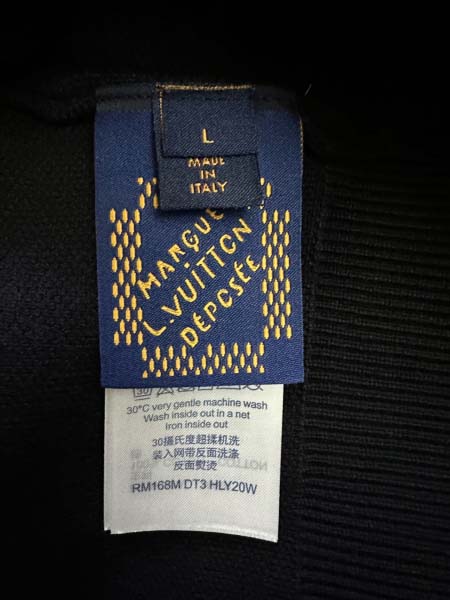 L
MADE
IN
ITALY
MARQUE
L.VUITTON
DÉPOSÉE
30
30°C very gentle machine wash
Wash inside out in a net
Iron inside out
30摄氏度超揉机洗
装入网带反面洗涤
反面熨烫
RM168M DT3 HLY20W